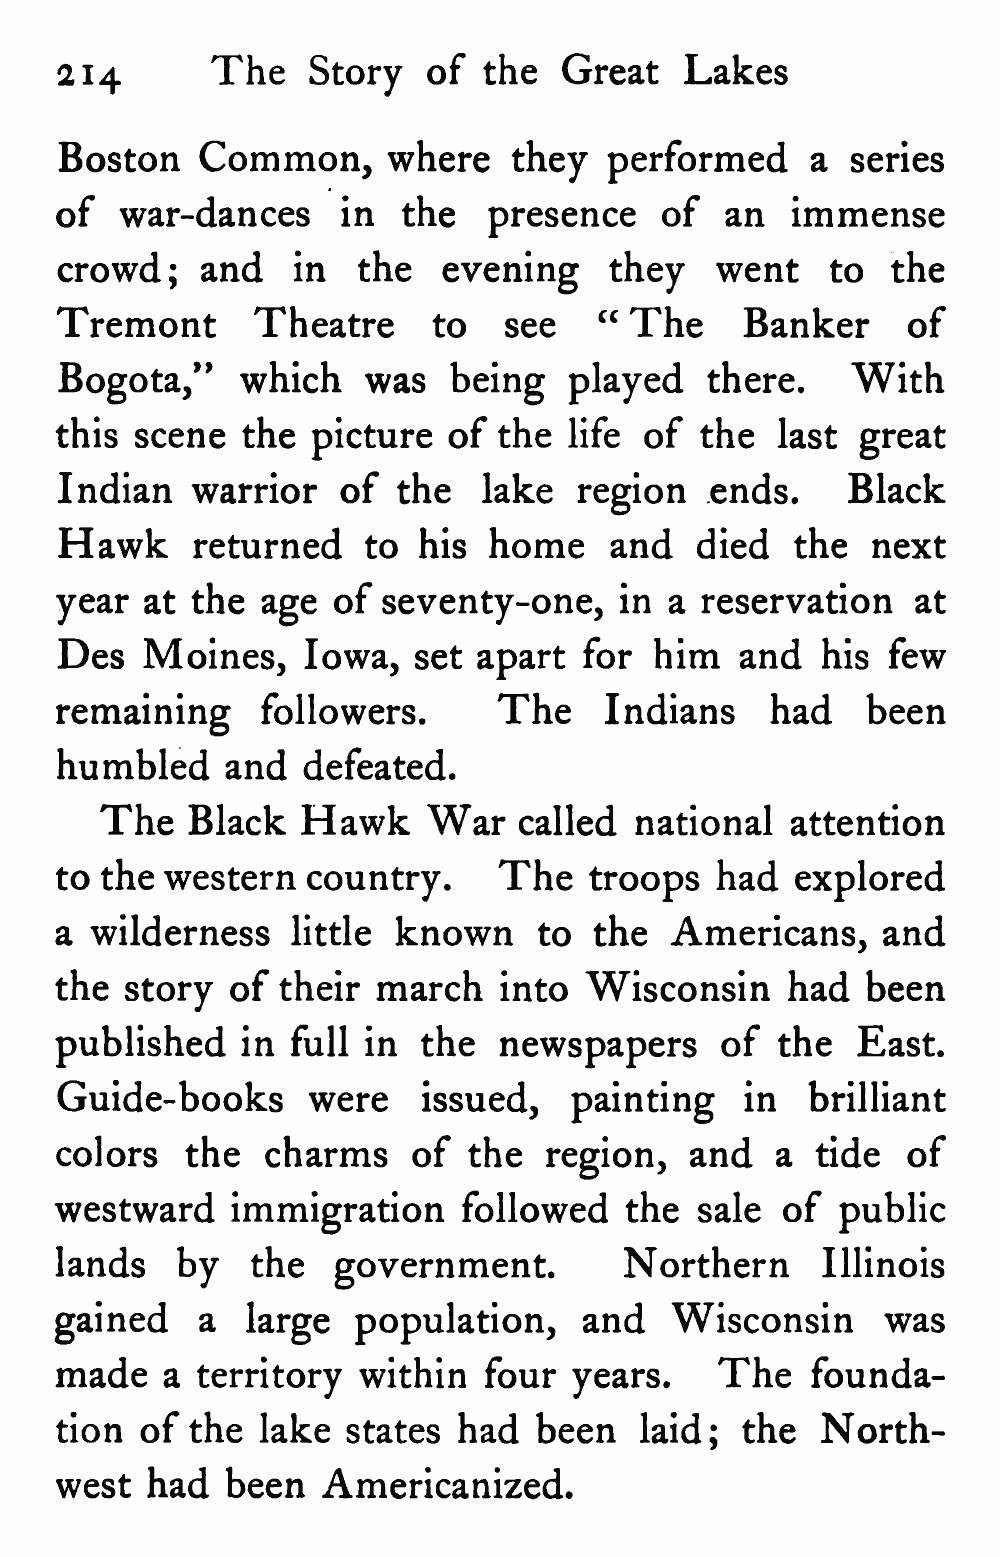 214 The Story of the Great Lakes
Boston Common, where they performed a series
of war-dances in the presence of an immense
crowd; and in the evening they went to the
Tremont Theatre to see “The Banker of
Bogota,” which was being played there. With
this scene the picture of the life of the last great
Indian warrior of the lake region ends. Black
Hawk returned to his home and died the next
year at the age of seventy-one, in a reservation at
Des Moines, Iowa, set apart for him and his few
remaining followers. The Indians had been
humbled and defeated.
The Black Hawk War called national attention
to the western country. The troops had explored
a wilderness little known to the Americans, and
the story of their march into Wisconsin had been
published in full in the newspapers of the East.
Guide-books were issued, painting in brilliant
colors the charms of the region, and a tide of
westward immigration followed the sale of public
lands by the government. Northern Illinois
gained a large population, and Wisconsin was
made a territory within four years. The founda-
tion of the lake states had been laid; the North-
west had been Americanized.